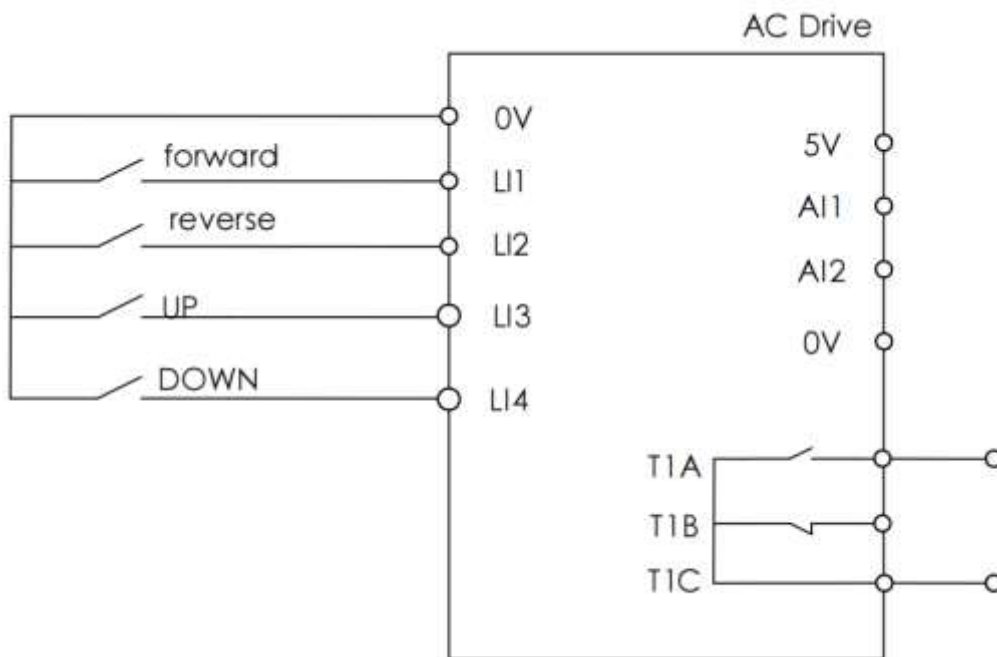 AC Drive
0V
forward
LI1
reverse
LI2
UP
LI3
DOWN
LI4
5V
AI1
AI2
0V
T1A
T1B
T1C